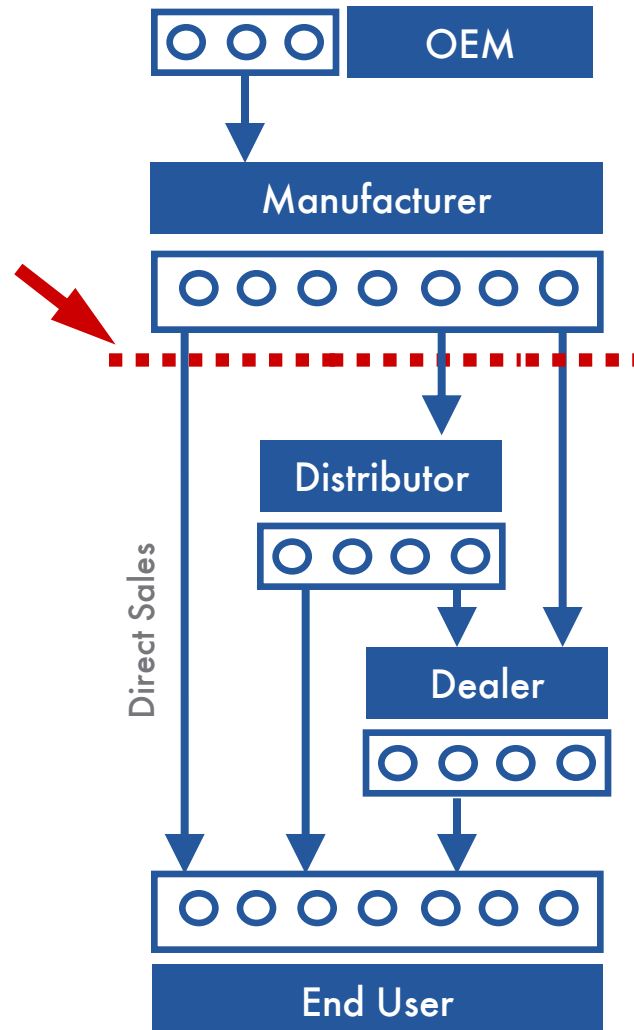 OEM
Manufacturer
Distributor
Direct Sales
Dealer
End User